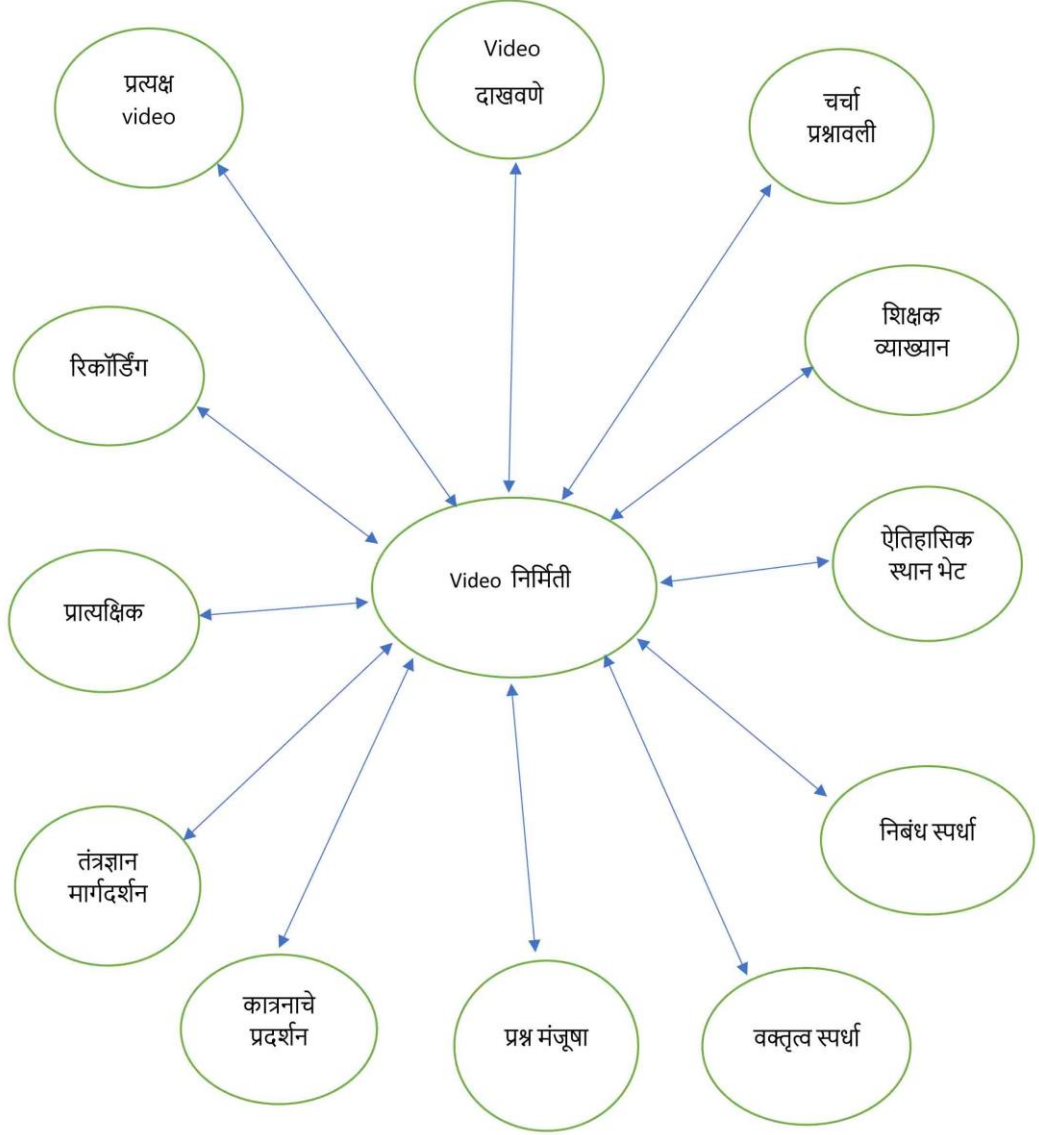 प्रत्यक्ष
video
Video
दाखवणे
चर्चा
प्रश्नावली
शिक्षक
व्याख्यान
रिकॉर्डिंग
ऐतिहासिक
स्थान भेट
Video निर्मिती
प्रात्यक्षिक
निबंध स्पर्धा
तंत्रज्ञान
मार्गदर्शन
कात्रनाचे
प्रदर्शन
प्रश्न मंजूषा
वक्तृत्व स्पर्धा